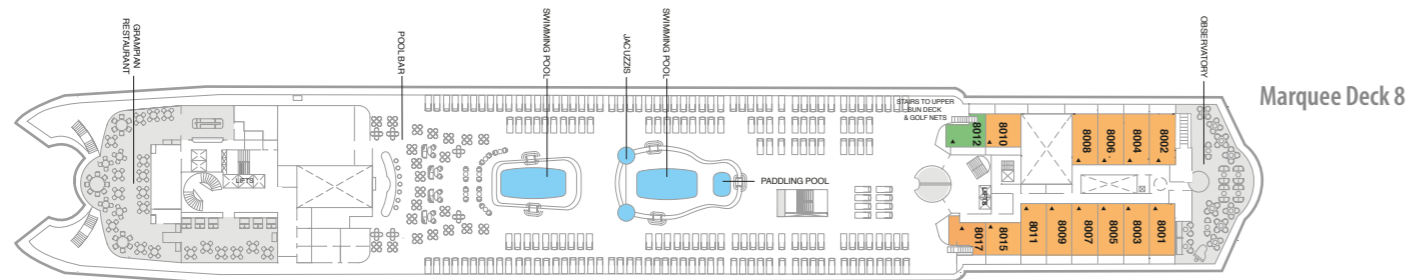 GRAMPIAN
RESTAURANT
POOL BAR
SWIMMING POOL
JACUZZIS
SWIMMING POOL
OBSERVATORY
Marquee Deck 8
STAIRS TO UPPER
SUN DECK
& GOLF NETS
8012
8010
8008
8006
8004
8002
LIFTS
PADDLING POOL
LIFTS
8017
8015
8011
8009
8007
8005
8003
8001